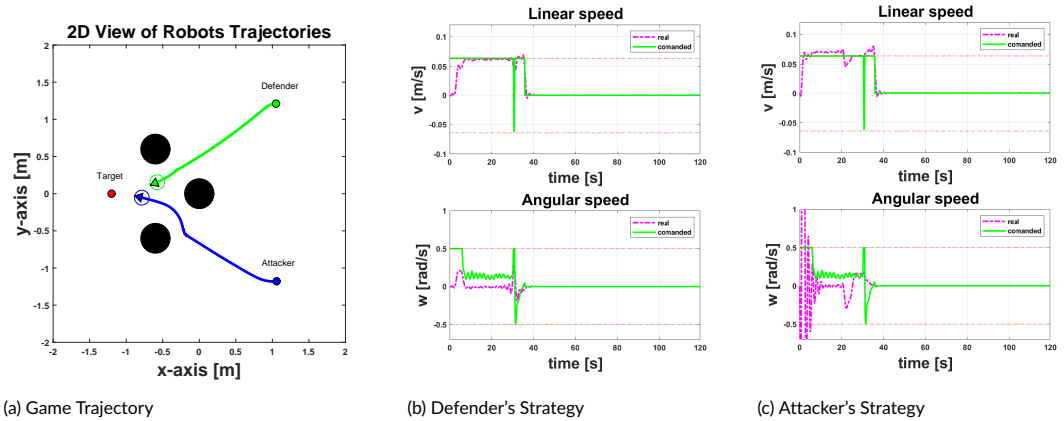 2D View of Robots Trajectories
2
1.5
1
0.5
0
-0.5
-1
-1.5
-2
y-axis [m]
Defender
Target
Attacker
-2 -1.5 -1 -0.5 0 0.5 1 1.5 2
x-axis [m]
(a) Game Trajectory
Linear speed
0.1
0.05
0
-0.05
0.1
v [m/s]
real
comanded
0 20 40 60 80 100 120
time [s]
Angular speed
1
0.5
0
-0.5
w [rad/s]
real
comanded
0 20 40 60 80 100 120
time [s]
(b) Defender's Strategy
Linear speed
0.1
0.05
0
-0.05
0.1
v [m/s]
real
comanded
0 20 40 60 80 100 120
time [s]
Angular speed
1
0.5
0
-0.5
w [rad/s]
real
comanded
0 20 40 60 80 100 120
time [s]
(c) Attacker's Strategy